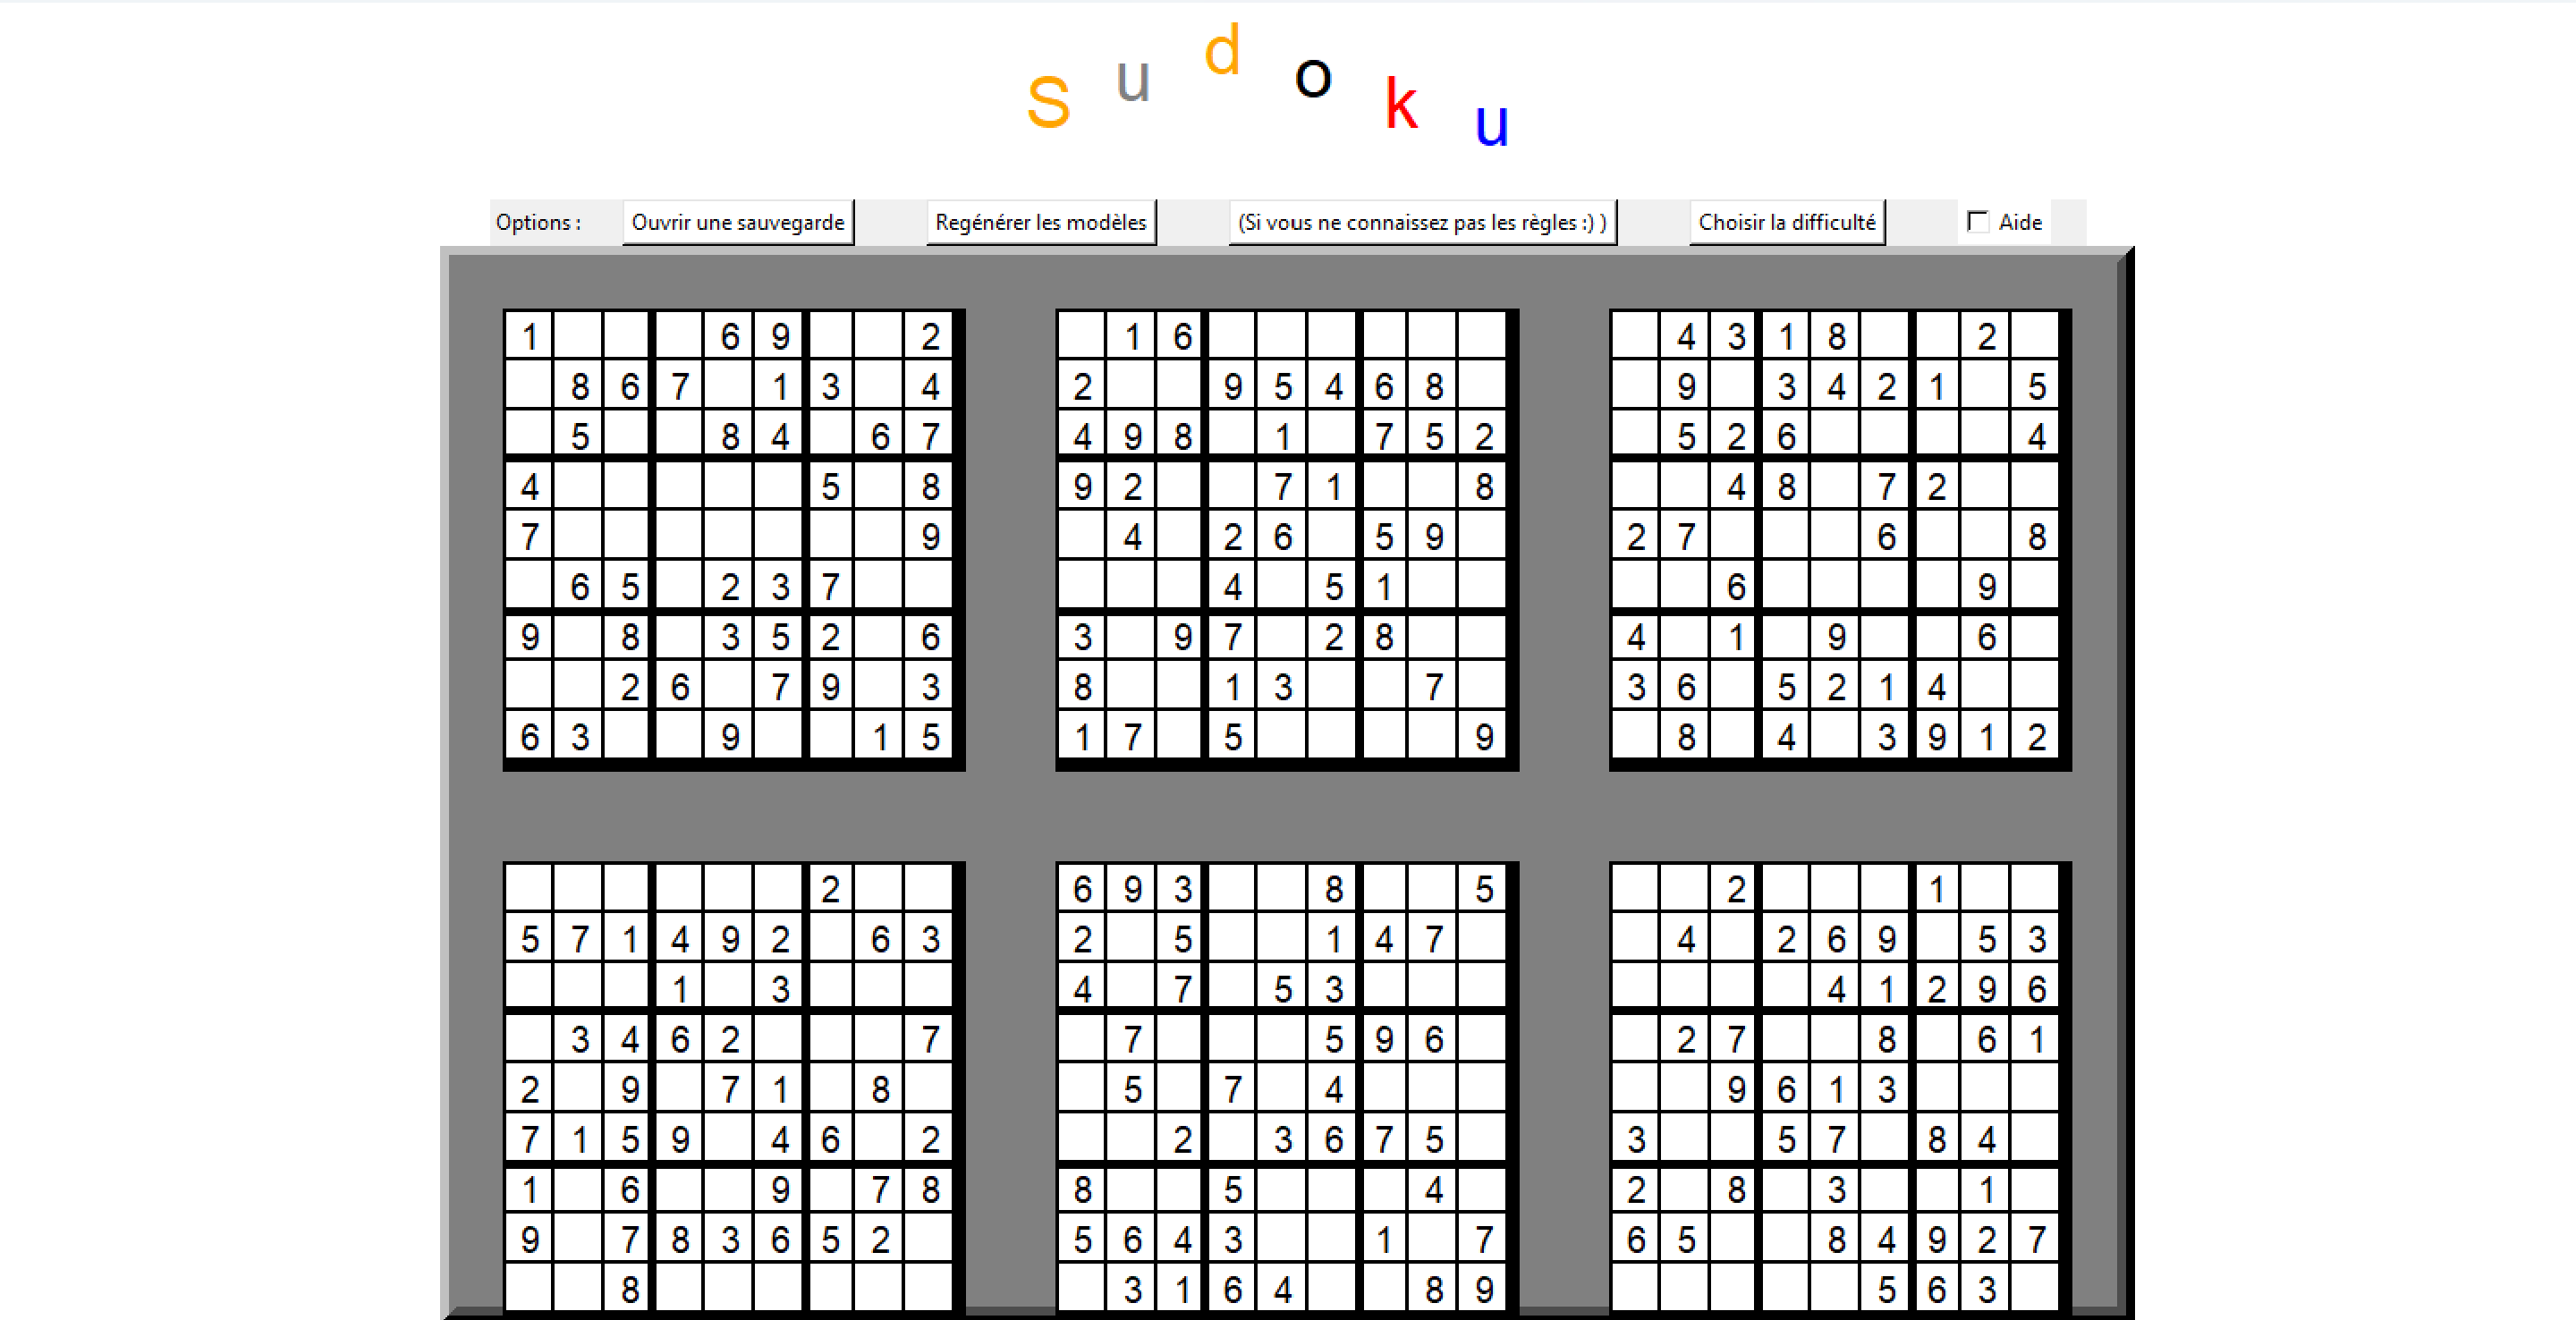 Sudoku
Options : Ouvrir une sauvegarde Regénérer les modèles (Si vous ne connaissez pas les règles :) ) Choisir la difficulté Aide
1 6 9 2 1 6 4 3 1 8 2
8 6 7 1 3 4 2 9 5 4 6 8 9 3 4 2 1 5
5 8 4 6 7 4 9 8 1 7 5 2 5 2 6 4
4 5 8 9 2 7 1 8 4 8 7 2
7 9 4 2 6 5 9 2 7 6 8
6 5 2 3 7 4 5 1 6 9
9 8 3 5 2 6 3 9 7 2 8 4 1 9 6
2 6 7 9 3 8 1 3 7 3 6 5 2 1 4
6 3 9 1 5 1 7 5 9 8 4 3 9 1 2
2 6 9 3 8 5 2 1
5 7 1 4 9 2 6 3 2 5 1 4 7 4 2 6 9 5 3
1 3 4 7 5 3 4 1 2 9 6
3 4 6 2 7 7 5 9 6 2 7 8 6 1
2 9 7 1 8 5 7 4 9 6 1 3
7 1 5 9 4 6 2 2 3 6 7 5 3 5 7 8 4
1 6 9 7 8 8 5 4 2 8 3 1
9 7 8 3 6 5 2 5 6 4 3 1 7 6 5 8 4 9 2 7
8 3 1 6 4 8 9 5 6 3